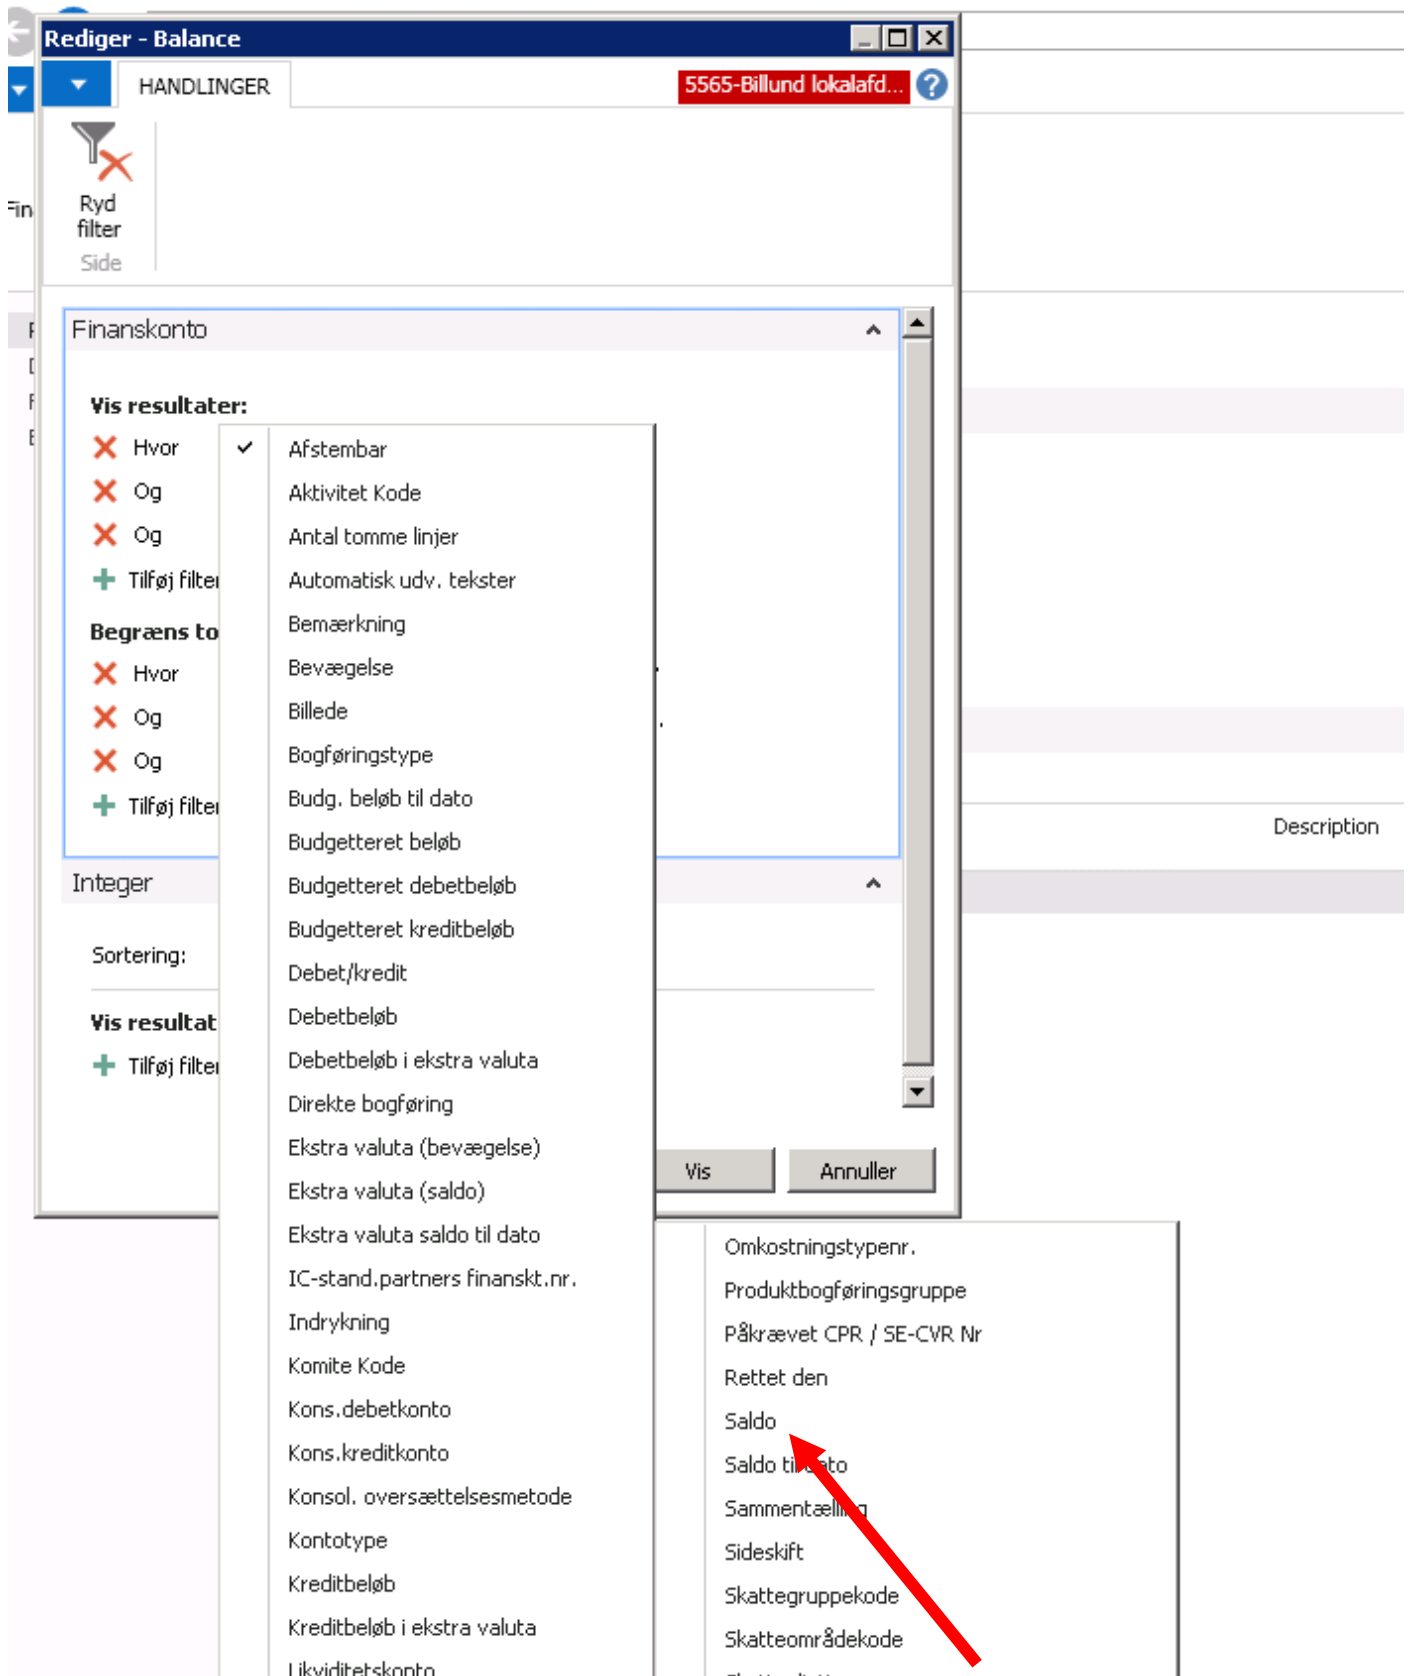 Rediger - Balance
HANDLINGER
5565-Billund lokalafd...
Ryd
filter
Side
Fin
Finanskonto
Vis resultater:
Hvor
Og
Og
Tilføj filter
Begræns to
Hvor
Og
Og
Tilføj filter
Integer
Sortering:
Vis resultat
Tilføj filter
Afstembar
Aktivitet Kode
Antal tomme linjer
Automatisk udv. tekster
Bemærkning
Bevægelse
Billede
Bogføringstype
Budg. beløb til dato
Budgetteret beløb
Budgetteret debetbeløb
Budgetteret kreditbeløb
Debet/kredit
Debetbeløb
Debetbeløb i ekstra valuta
Direkte bogføring
Ekstra valuta (bevægelse)
Ekstra valuta (saldo)
Ekstra valuta saldo til dato
IC-stand.partners finanskt.nr.
Indrykning
Komite Kode
Kons.debetkonto
Kons.kreditkonto
Konsol. oversættelsesmetode
Kontotype
Kreditbeløb
Kreditbeløb i ekstra valuta
Likviditetskonto
Description
Vis
Annuller
Omkostningstypenr.
Produktbogføringsgruppe
Påkrævet CPR / SE-CVR Nr
Rettet den
Saldo
Saldo til dato
Sammentælling
Sideskift
Skattegruppekode
Skatteområdekode